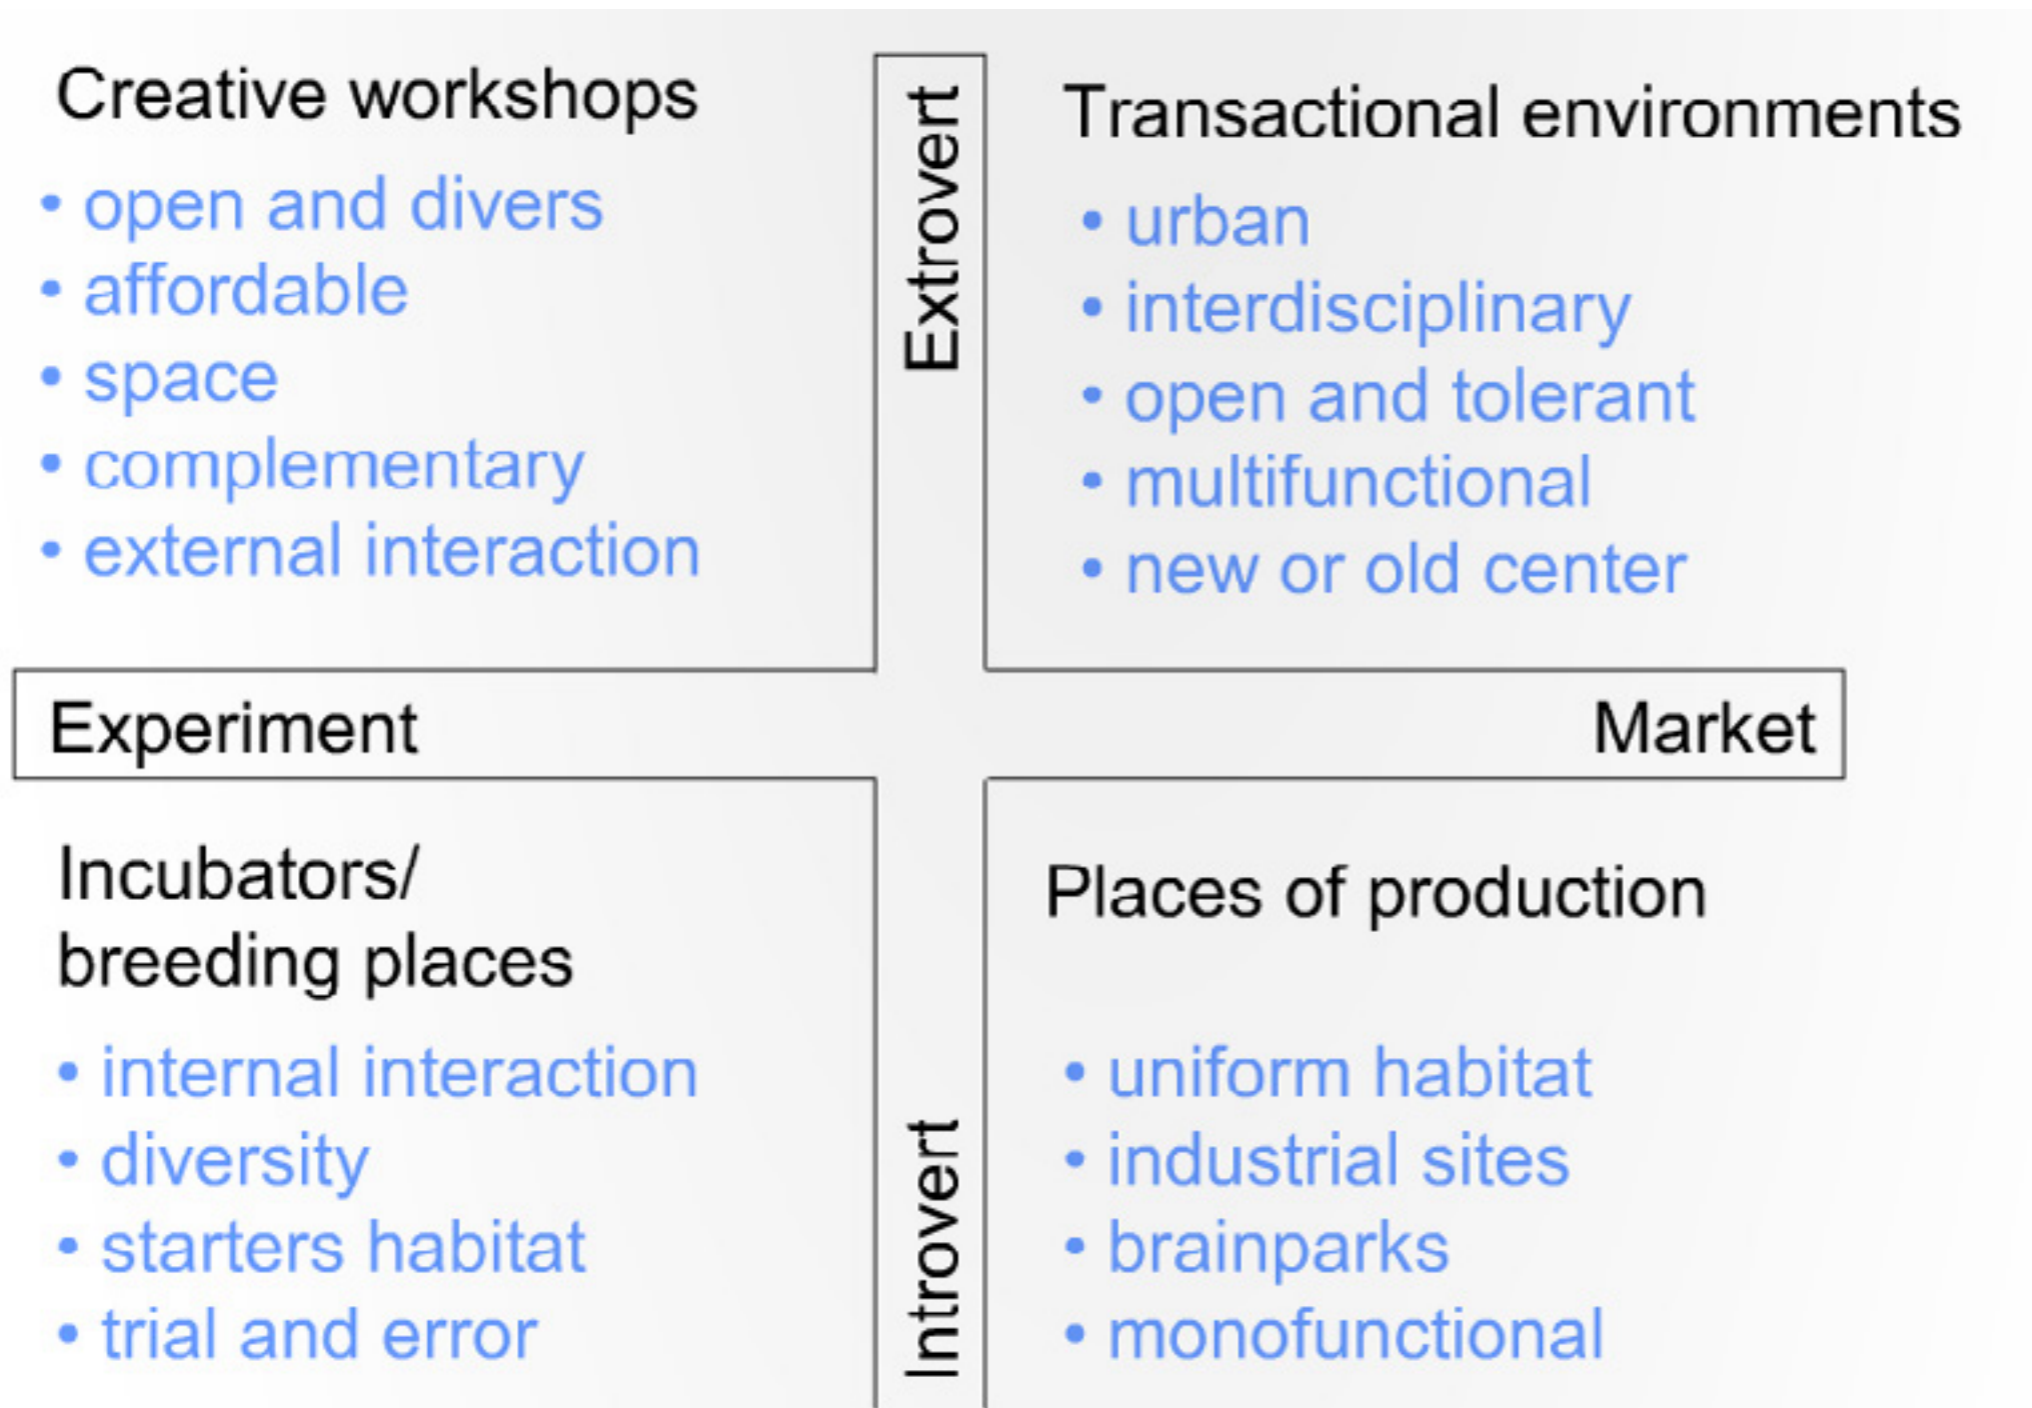 Creative workshops
• open and divers
• affordable
• space
• complementary
• external interaction
Extrovert
Transactional environments
• urban
• interdisciplinary
• open and tolerant
• multifunctional
• new or old center
Experiment
Market
Incubators/
breeding places
• internal interaction
• diversity
• starters habitat
• trial and error
Introvert
Places of production
• uniform habitat
• industrial sites
• brainparks
• monofunctional